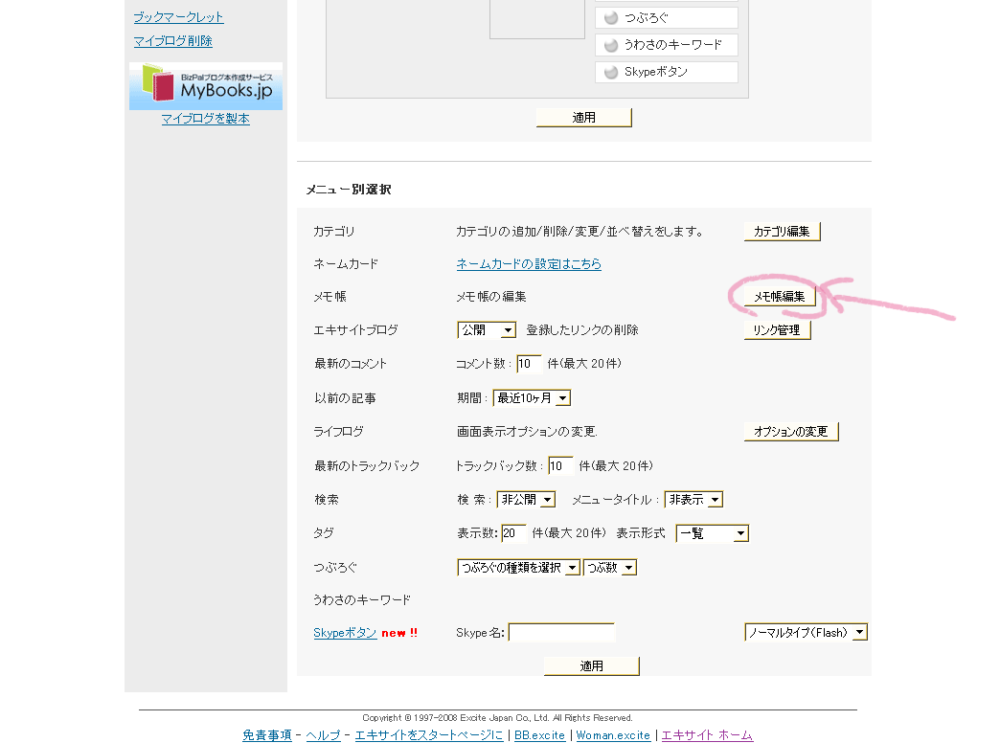 ブックマークレット
つぶろぐ
マイブログ削除
うわさのキーワード
Skypeボタン
BizPalブログ本作成サービス
MyBooks.jp
マイブログを製本
適用
メニュー別選択
カテゴリ カテゴリの追加/削除/変更/並べ替えをします。 カテゴリ編集
ネームカード ネームカードの設定はこちら
メモ帳 メモ帳の編集 メモ帳編集
エキサイトブログ 公開 登録したリンクの削除 リンク管理
最新のコメント コメント数 : 10 件(最大 20件)
以前の記事 期間 : 最近10ヶ月
ライフログ 画面表示オプションの変更. オプションの変更
最新のトラックバック トラックバック数 : 10 件(最大 20件)
検索 検 索 : 非公開 メニュータイトル : 非表示
タグ 表示数: 20 件(最大 20件) 表示形式 一覧
つぶろぐ つぶろぐの種類を選択 つぶ数
うわさのキーワード
Skypeボタン new !! Skype名: ノーマルタイプ(Flash)
適用
Copyright © 1997-2008 Excite Japan Co., Ltd. All Rights Reserved.
免責事項 - ヘルプ - エキサイトをスタートページに | BB.excite | Woman.excite | エキサイト ホーム